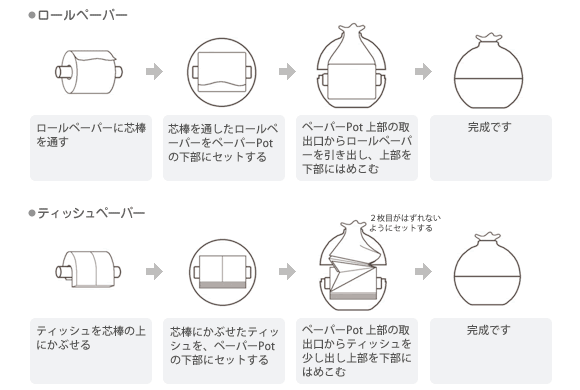 ●ロールペーパー
ロールペーパーに芯棒
を通す
芯棒を通したロールペ
ーパーをペーパーPot
の下部にセットする
ペーパーPot 上部の取
出口からロールペーパ
ーを引き出し、上部を
下部にはめこむ
完成です
●ティッシュペーパー
2枚目がはずれない
ようにセットする
ティッシュを芯棒の上
にかぶせる
芯棒にかぶせたティッ
シュを、ペーパーPot
の下部にセットする
ペーパーPot 上部の取
出口からティッシュを
少し出し上部を下部に
はめこむ
完成です